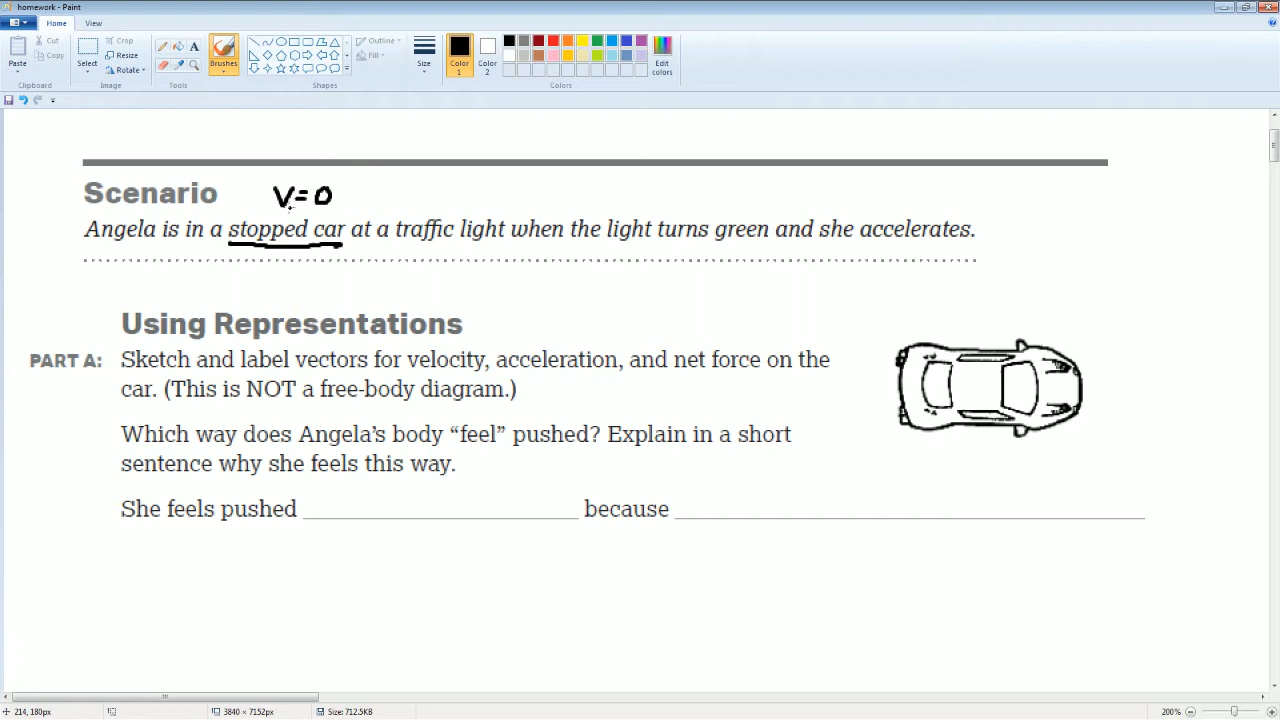 homework - Paint
Home View
Paste Cut Copy Clipboard
Select Crop Resize Rotate Image
A Tools
Brushes
Outline Fill Shapes
Size
Color 1 Color 2 Edit colors Colors
Scenario V=0
Angela is in a stopped car at a traffic light when the light turns green and she accelerates.
Using Representations
PART A: Sketch and label vectors for velocity, acceleration, and net force on the
car. (This is NOT a free-body diagram.)
Which way does Angela's body “feel” pushed? Explain in a short
sentence why she feels this way.
She feels pushed because
214, 180px 3840 × 7152px Size: 712.5KB 200%